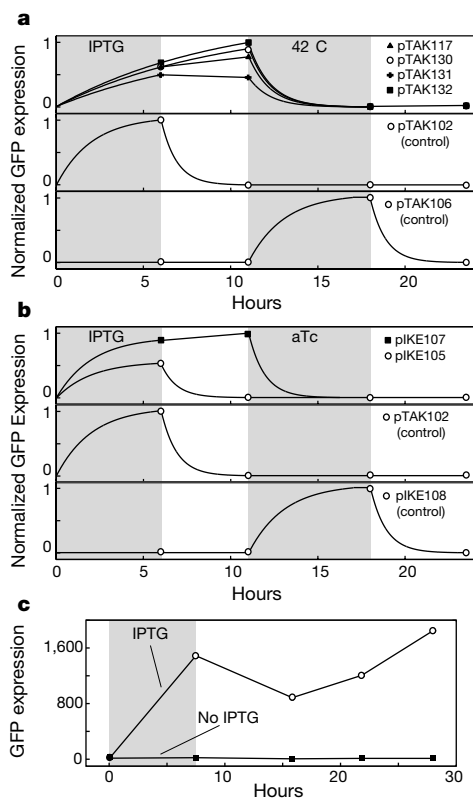 a
IPTG
42 C
pTAK117
pTAK130
pTAK131
pTAK132
1
0
pTAK102
(control)
1
0
pTAK106
(control)
1
0
Normalized GFP expression
0 5 10 15 20
Hours
b
IPTG
aTc
pIKE107
pIKE105
1
0
pTAK102
(control)
1
0
pIKE108
(control)
1
0
Normalized GFP Expression
0 5 10 15 20
Hours
c
IPTG
No IPTG
1,600
800
0
GFP expression
0 10 20 30
Hours